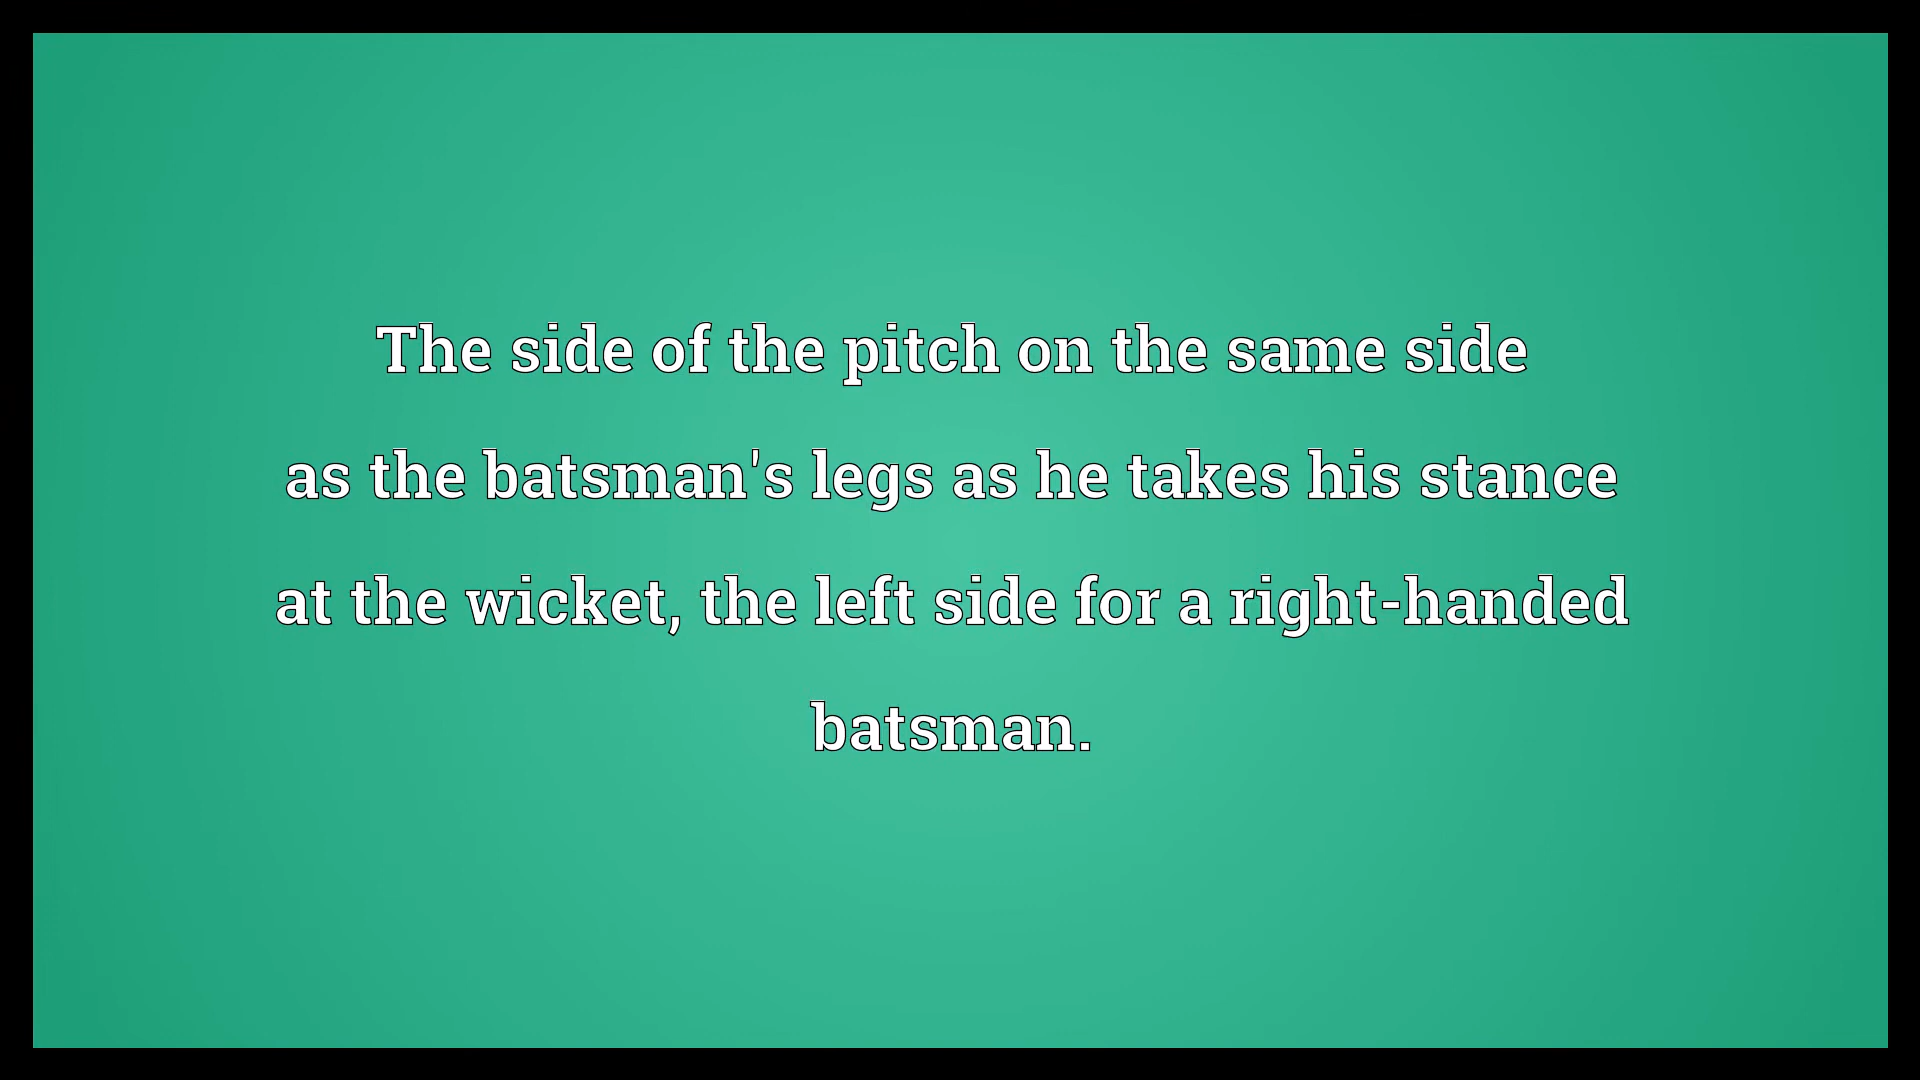 The side of the pitch on the same side
as the batsman's legs as he takes his stance
at the wicket, the left side for a right-handed
batsman.